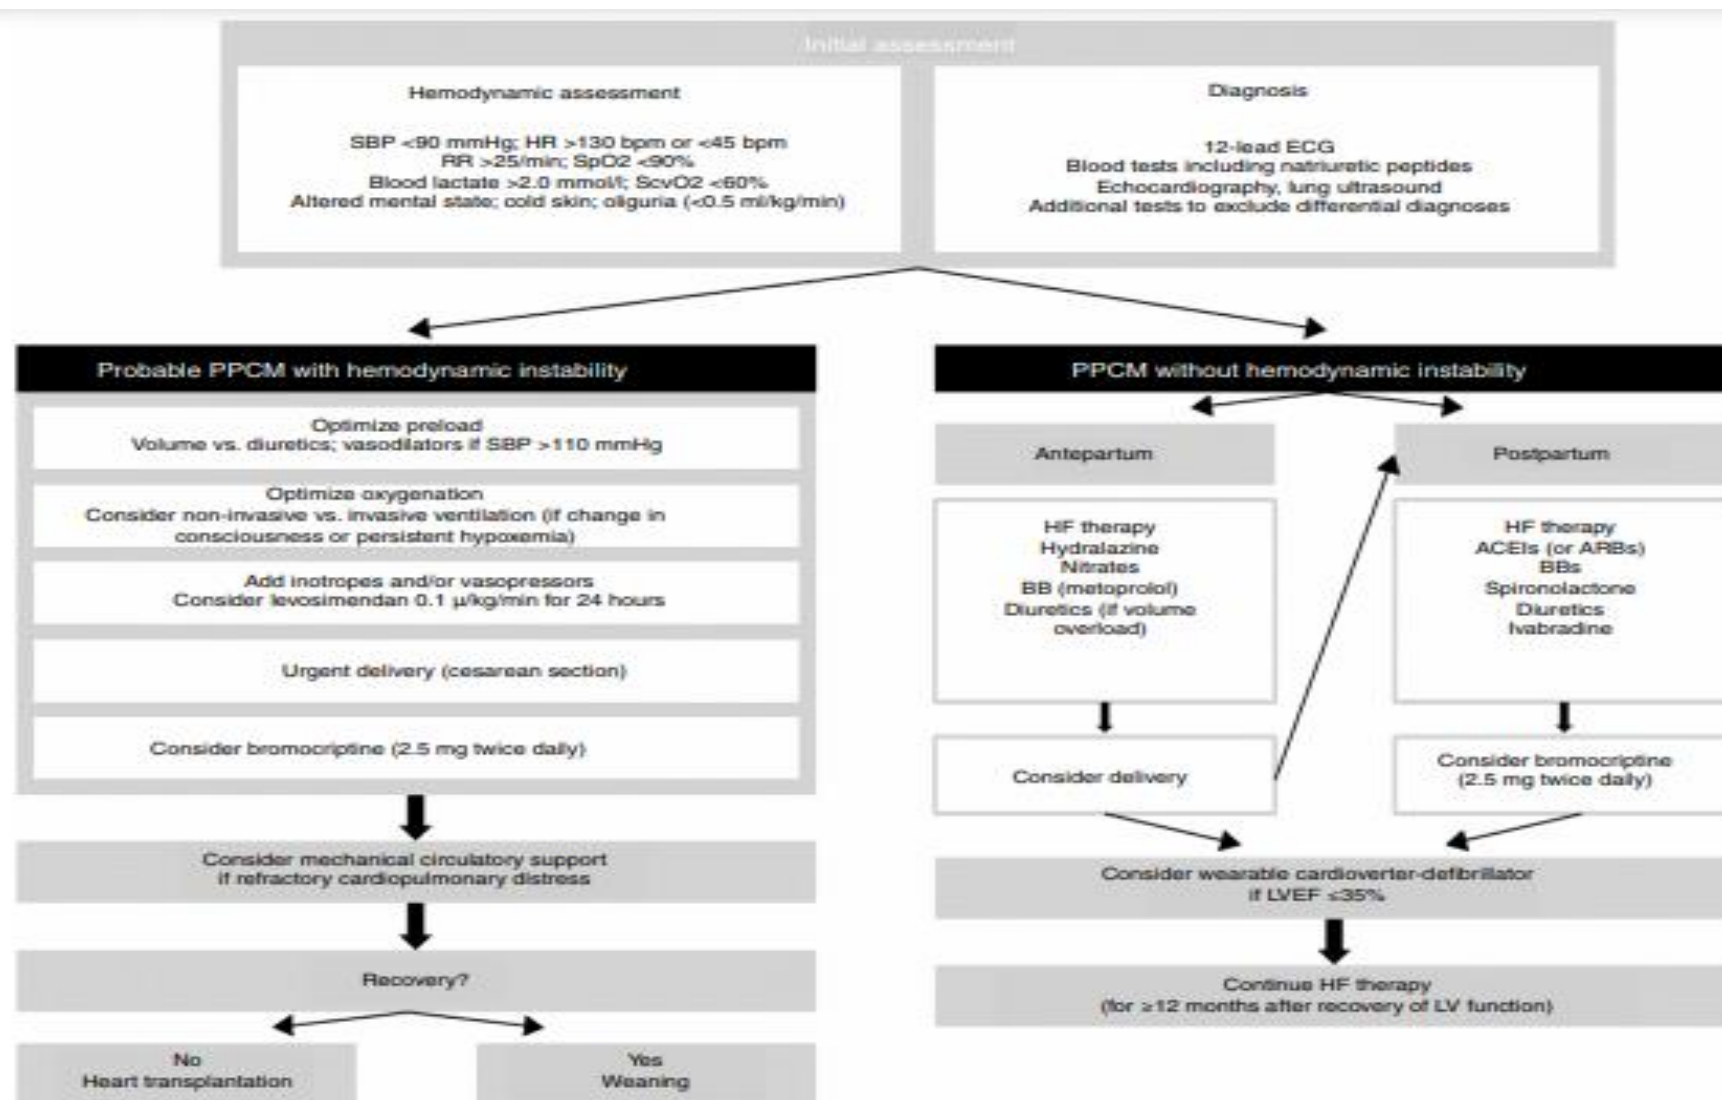 Initial assessment
Hemodynamic assessment
SBP <90 mmHg; HR >130 bpm or <45 bpm
RR >25/min; SpO2 <90%
Blood lactate >2.0 mmol/l; ScvO2 <60%
Altered mental state; cold skin; oliguria (<0.5 ml/kg/min)
Diagnosis
12-lead ECG
Blood tests including natriuretic peptides
Echocardiography, lung ultrasound
Additional tests to exclude differential diagnoses
Probable PPCM with hemodynamic instability
Optimize preload
Volume vs. diuretics; vasodilators if SBP >110 mmHg
Optimize oxygenation
Consider non-invasive vs. invasive ventilation (if change in
consciousness or persistent hypoxemia)
Add inotropes and/or vasopressors
Consider levosimendan 0.1 µ/kg/min for 24 hours
Urgent delivery (cesarean section)
Consider bromocriptine (2.5 mg twice daily)
Consider mechanical circulatory support
if refractory cardiopulmonary distress
Recovery?
No
Heart transplantation
Yes
Weaning
PPCM without hemodynamic instability
Antepartum
HF therapy
Hydralazine
Nitrates
BB (metoprolol)
Diuretics (if volume
overload)
Consider delivery
Postpartum
HF therapy
ACEIs (or ARBs)
BBs
Spironolactone
Diuretics
Ivabradine
Consider bromocriptine
(2.5 mg twice daily)
Consider wearable cardioverter-defibrillator
if LVEF ≤35%
Continue HF therapy
(for ≥12 months after recovery of LV function)